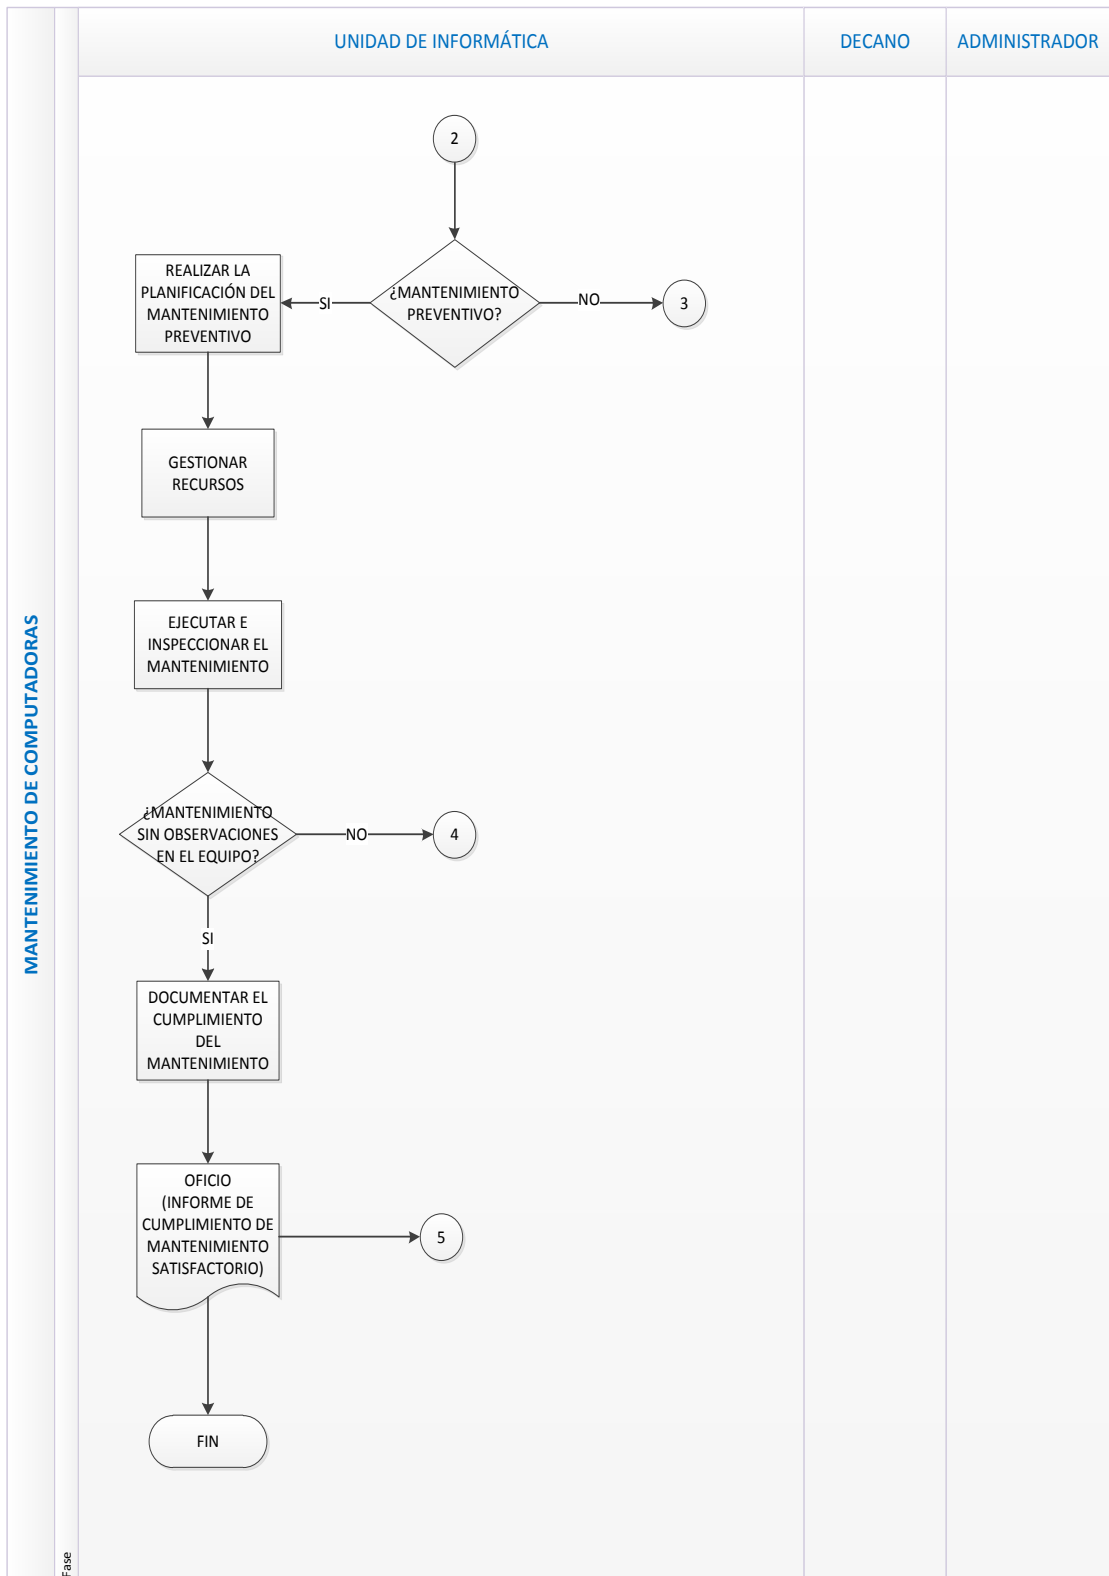 UNIDAD DE INFORMÁTICA
DECANO
ADMINISTRADOR
MANTENIMIENTO DE COMPUTADORAS
Fase
2
¿MANTENIMIENTO
PREVENTIVO?
SI
NO
3
REALIZAR LA
PLANIFICACIÓN DEL
MANTENIMIENTO
PREVENTIVO
GESTIONAR
RECURSOS
EJECUTAR E
INSPECCIONAR EL
MANTENIMIENTO
¿MANTENIMIENTO
SIN OBSERVACIONES
EN EL EQUIPO?
NO
4
SI
DOCUMENTAR EL
CUMPLIMIENTO
DEL
MANTENIMIENTO
OFICIO
(INFORME DE
CUMPLIMIENTO DE
MANTENIMIENTO
SATISFACTORIO)
5
FIN